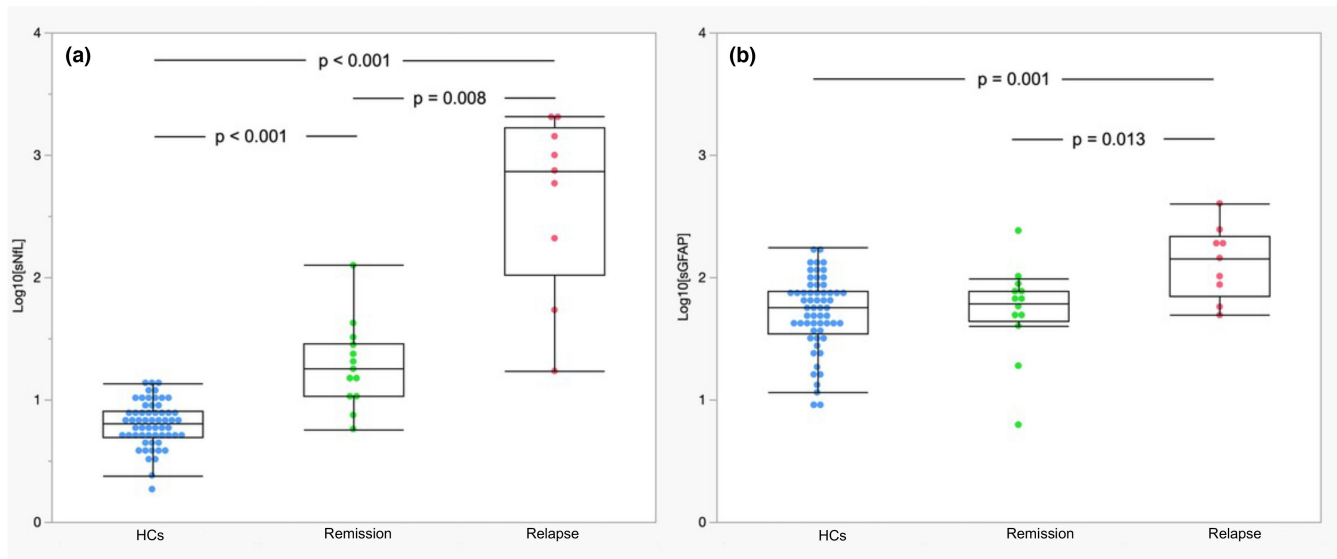 (a)
4
3
2
1
0
Log10[sNfL]
p < 0.001
p = 0.008
p < 0.001
HCs
Remission
Relapse
(b)
4
3
2
1
0
Log10[sGFAP]
p = 0.001
p = 0.013
HCs
Remission
Relapse